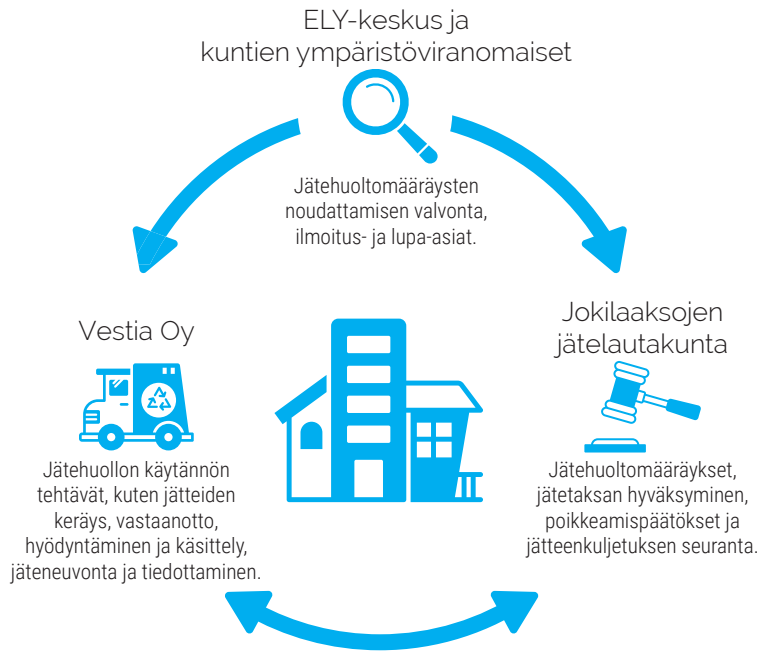 ELY-keskus ja
kuntien ympäristöviranomaiset
Jätehuoltomääräysten
noudattamisen valvonta,
ilmoitus- ja lupa-asiat.
Vestia Oy
Jätehuollon käytännön
tehtävät, kuten jätteiden
keräys, vastaanotto,
hyödyntäminen ja käsittely,
jäteneuvonta ja tiedottaminen.
Jokilaaksojen
jätelautakunta
Jätehuoltomääräykset,
jätetaksan hyväksyminen,
poikkeamispäätökset ja
jätteenkuljetuksen seuranta.